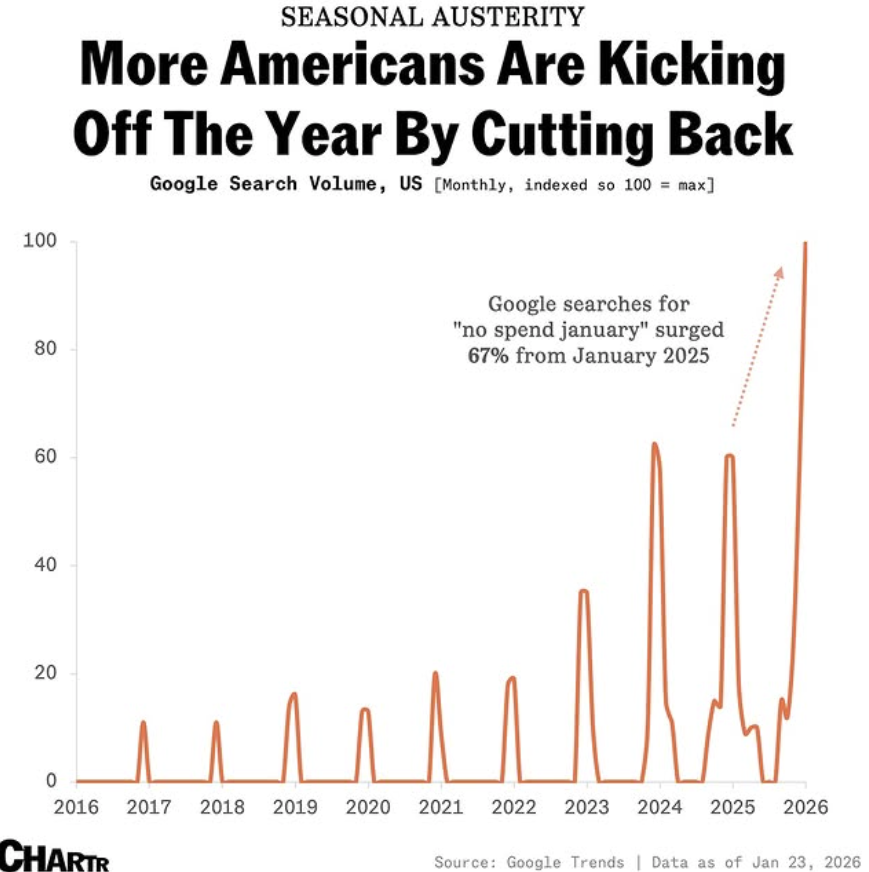 SEASONAL AUSTERITY
More Americans Are Kicking
Off The Year By Cutting Back
Google Search Volume, US [Monthly, indexed so 100 = max]
100
Google searches for
"no spend january" surged
67% from January 2025
80
60
40
20
0
2016 2017 2018 2019 2020 2021 2022 2023 2024 2025 2026
CHARTR
Source: Google Trends | Data as of Jan 23, 2026